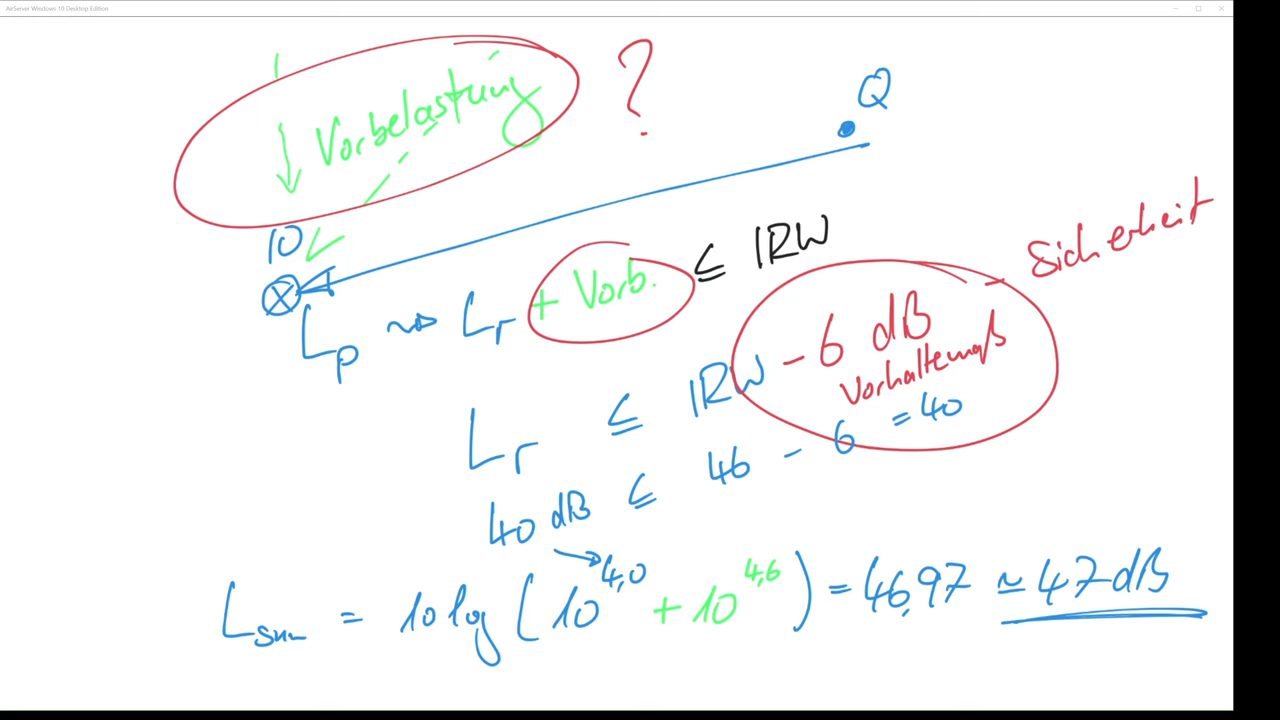 AirServer Windows 10 Desktop Edition
↓ Vorbelastung ?
Q
IO
Lp ⇝ Lr + Vorb. ≤ IRW
Sicherheit
Lr ≤ IRW - 6 dB
Vorhaltemaß
40 dB ≤ 46 - 6 = 40
Lsum = 10 log ( 10^4,0 + 10^4,6 ) = 46,97 ≃ 47 dB